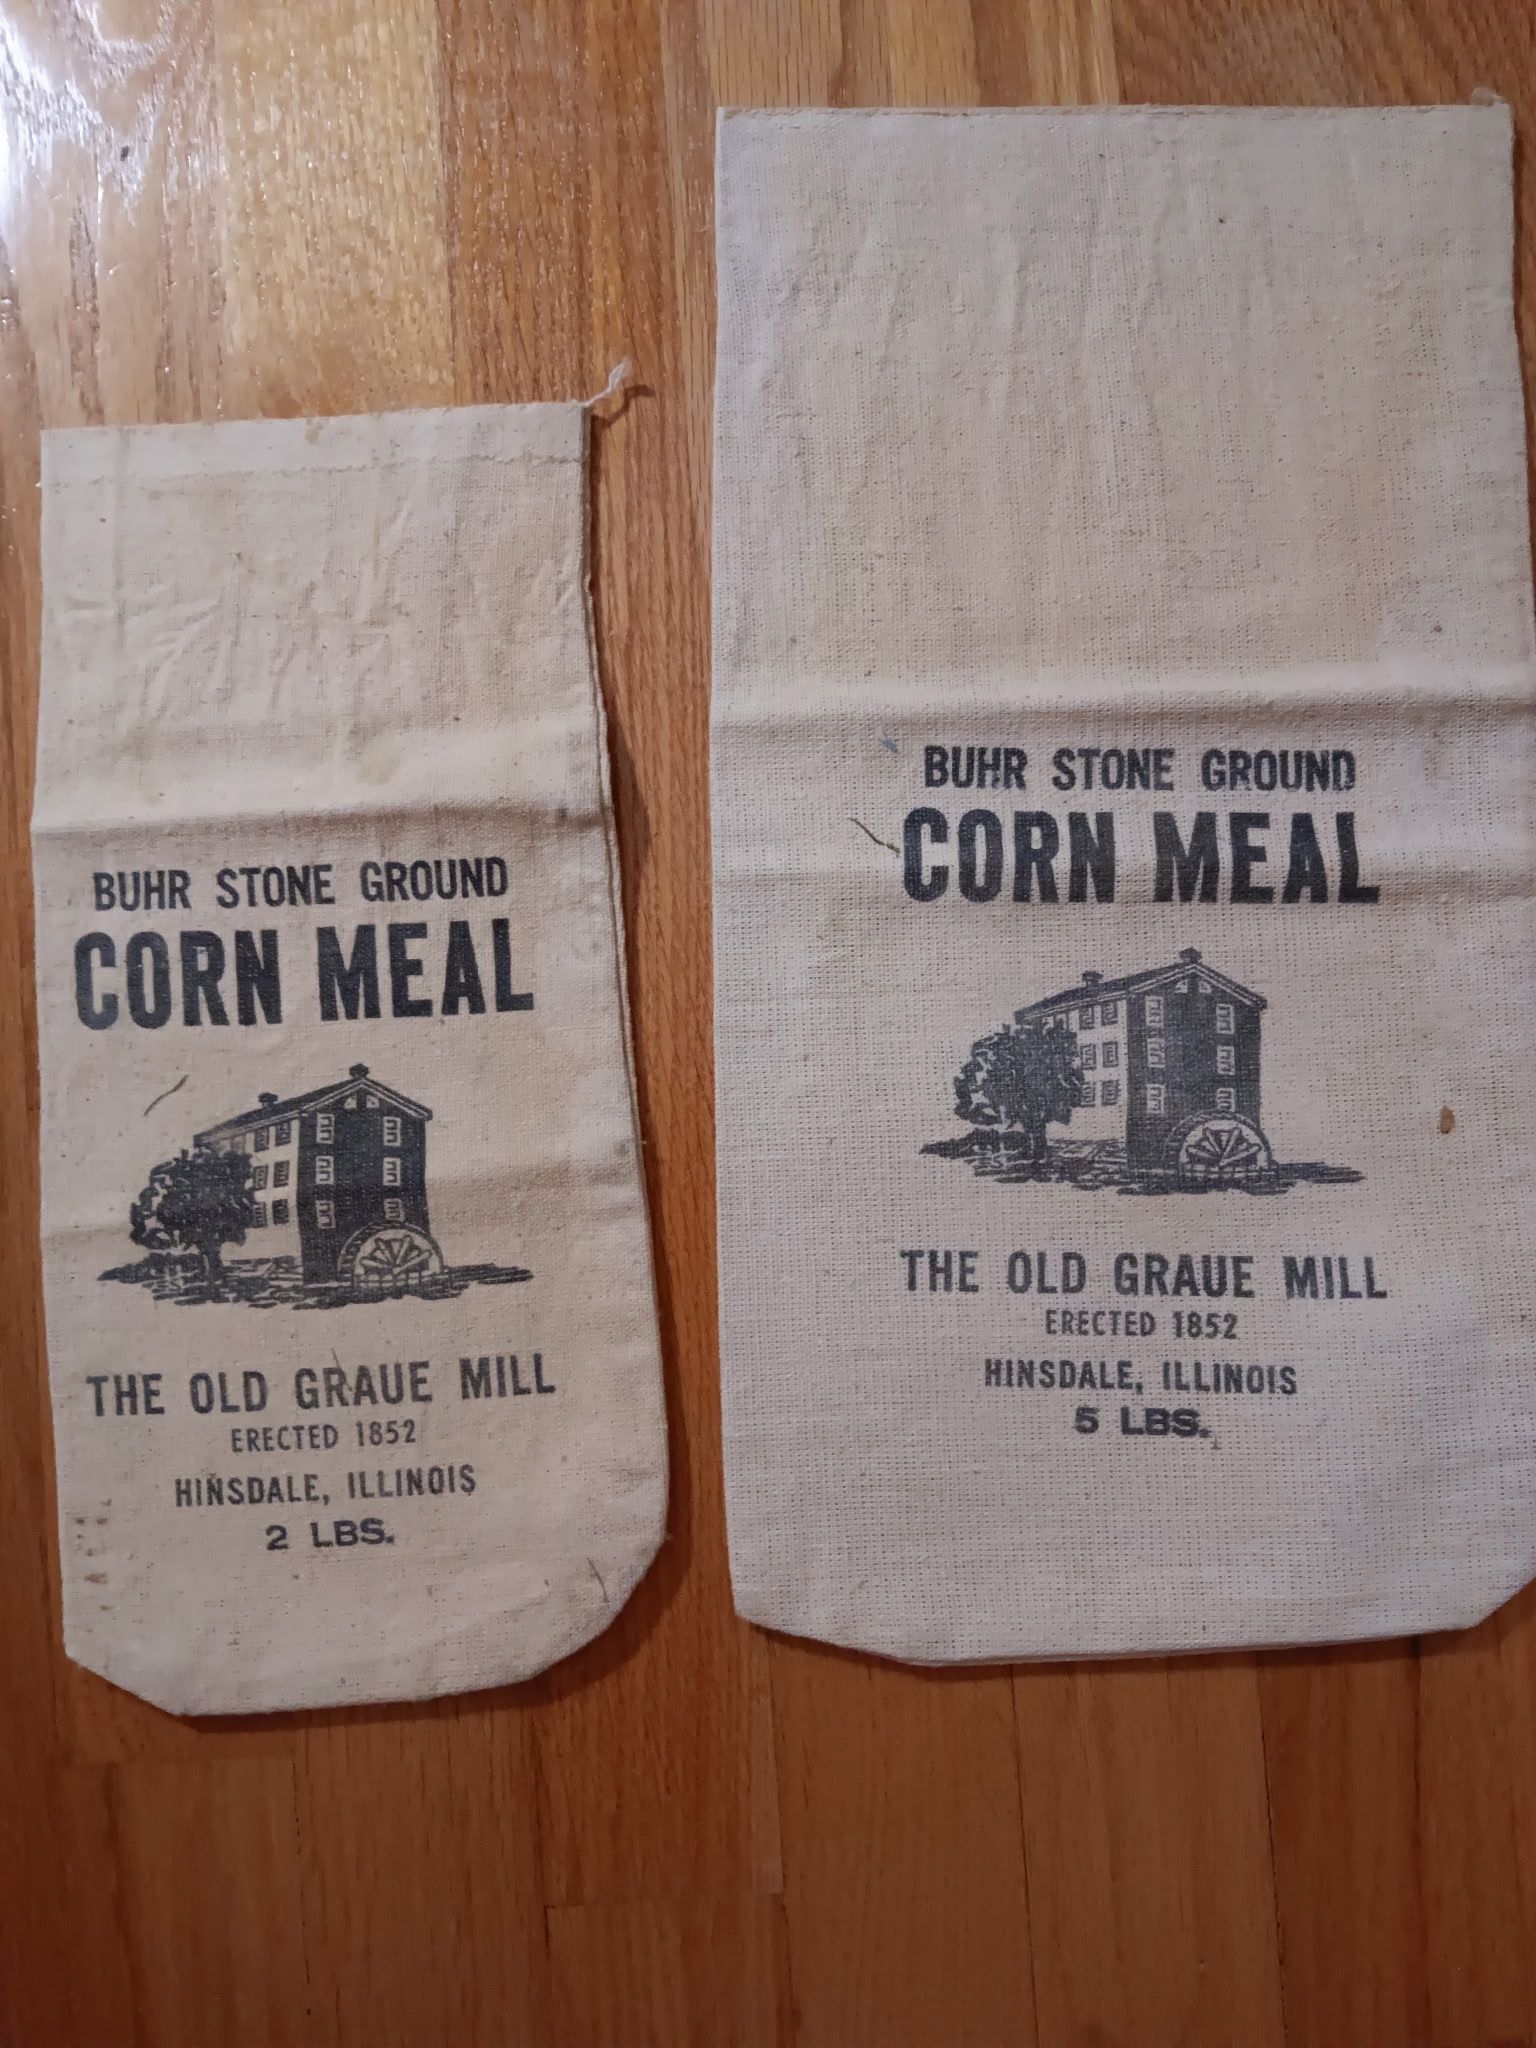 BUHR STONE GROUND
CORN MEAL
THE OLD GRAUE MILL
ERECTED 1852
HINSDALE, ILLINOIS
2 LBS.
BUHR STONE GROUND
CORN MEAL
THE OLD GRAUE MILL
ERECTED 1852
HINSDALE, ILLINOIS
5 LBS.